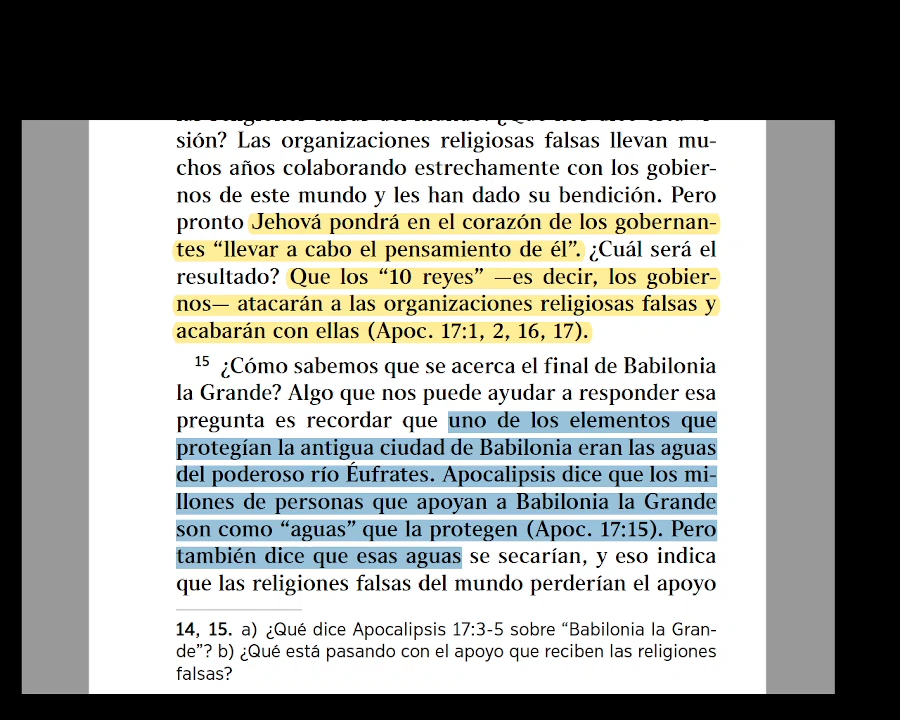 sión? Las organizaciones religiosas falsas llevan mu-
chos años colaborando estrechamente con los gobier-
nos de este mundo y les han dado su bendición. Pero
pronto Jehová pondrá en el corazón de los gobernan-
tes “llevar a cabo el pensamiento de él”. ¿Cuál será el
resultado? Que los “10 reyes” —es decir, los gobier-
nos— atacarán a las organizaciones religiosas falsas y
acabarán con ellas (Apoc. 17:1, 2, 16, 17).
15 ¿Cómo sabemos que se acerca el final de Babilonia
la Grande? Algo que nos puede ayudar a responder esa
pregunta es recordar que uno de los elementos que
protegían la antigua ciudad de Babilonia eran las aguas
del poderoso río Éufrates. Apocalipsis dice que los mi-
llones de personas que apoyan a Babilonia la Grande
son como “aguas” que la protegen (Apoc. 17:15). Pero
también dice que esas aguas se secarían, y eso indica
que las religiones falsas del mundo perderían el apoyo
14, 15. a) ¿Qué dice Apocalipsis 17:3-5 sobre “Babilonia la Gran-
de”? b) ¿Qué está pasando con el apoyo que reciben las religiones
falsas?